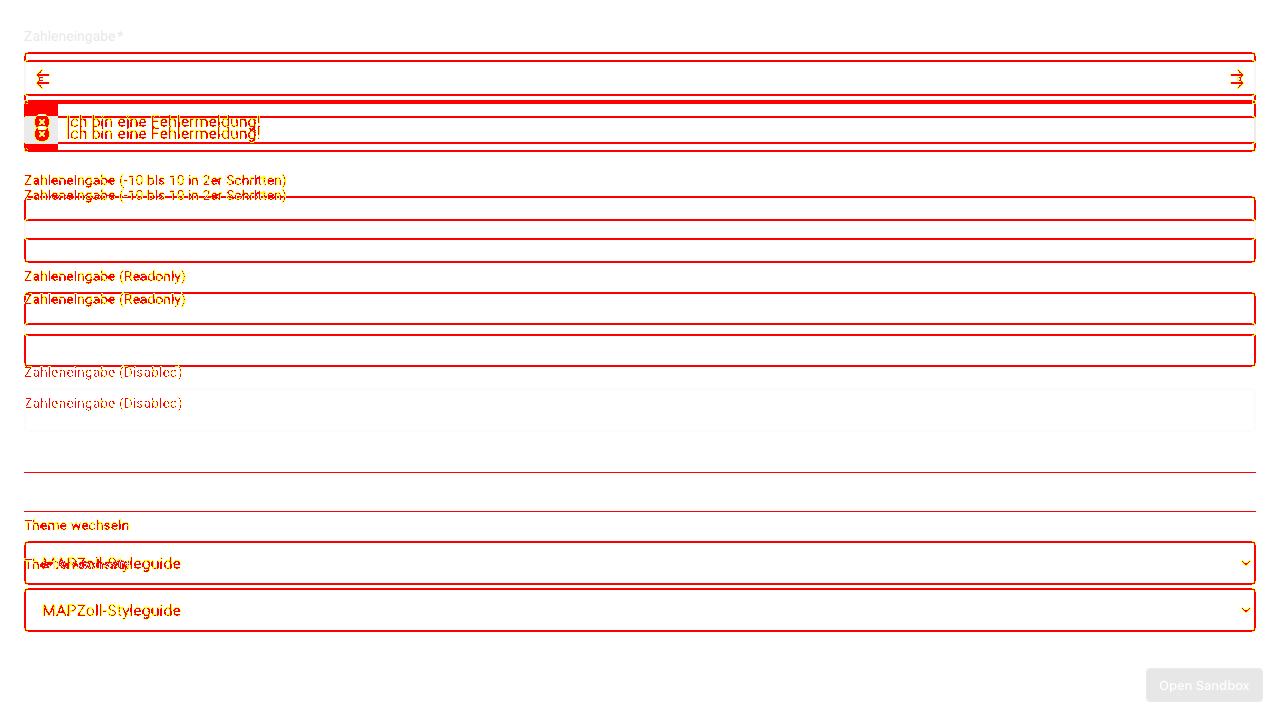 Zahleneingabe*
Ich bin eine Fehlermeldung!
Ich bin eine Fehlermeldung!
Zahleneingabe (-10 bis 10 in 2er Schritten)
Zahleneingabe (-10 bis 10 in 2er Schritten)
Zahleneingabe (Readonly)
Zahleneingabe (Readonly)
Zahleneingabe (Disabled)
Zahleneingabe (Disabled)
Theme wechseln
MAPZoll-Styleguide
Theme wechseln
MAPZoll-Styleguide
Open Sandbox